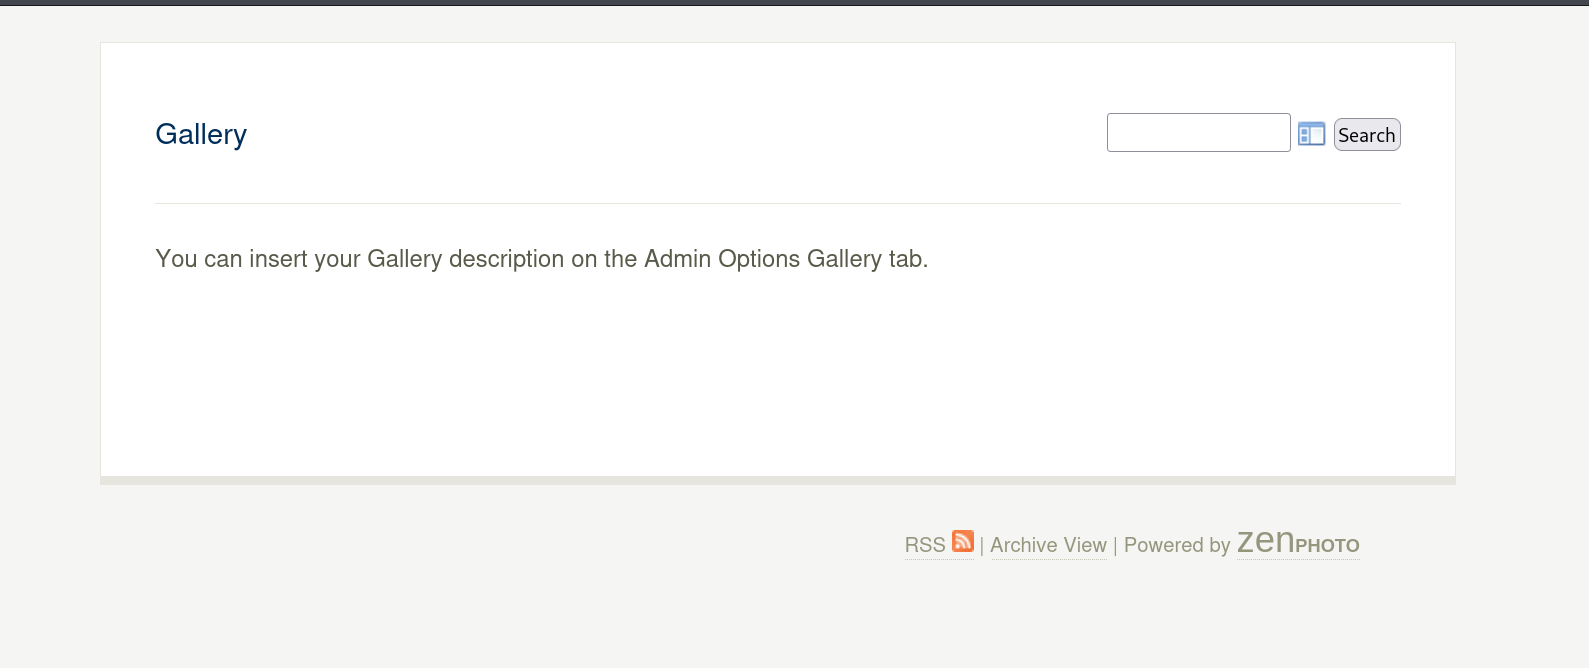 Gallery
Search
You can insert your Gallery description on the Admin Options Gallery tab.
RSS | Archive View | Powered by zenPHOTO